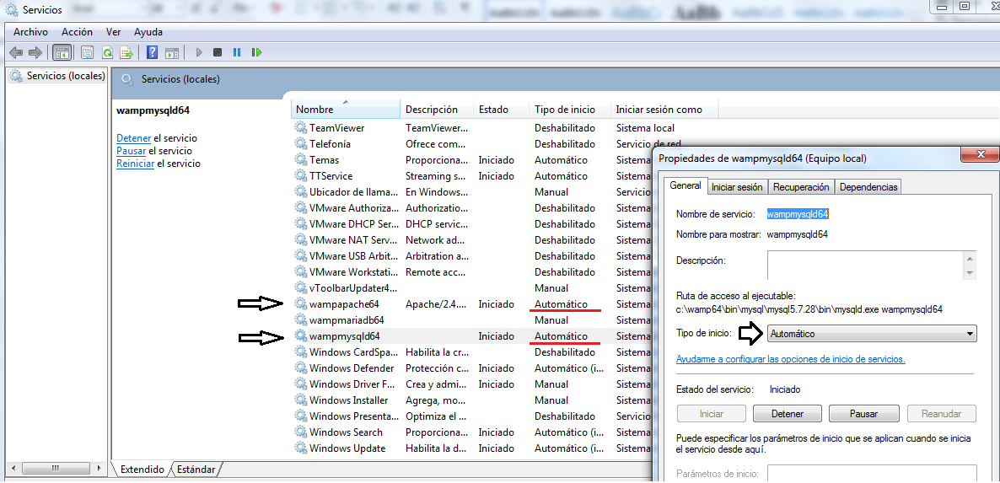 Servicios
AaBb
Archivo Acción Ver Ayuda
Servicios (locales)
Servicios (locales)
wampmysqld64
Detener el servicio
Pausar el servicio
Reiniciar el servicio
Nombre Descripción Estado Tipo de inicio Iniciar sesión como
TeamViewer TeamViewer... Deshabilitado Sistema local
Telefonía Ofrece com... Deshabilitado Servicio de red
Temas Proporciona... Iniciado Automático Sistema
TTService Streaming s... Iniciado Automático Sistema
Ubicador de llama... En Windows... Manual Servicio
VMware Authoriza... Authorizatio... Deshabilitado Sistema
VMware DHCP Ser... DHCP servic... Deshabilitado Sistema
VMware NAT Serv... Network ad... Deshabilitado Sistema
VMware USB Arbit... Arbitration a... Deshabilitado Sistema
VMware Workstati... Remote acc... Deshabilitado Sistema
vToolbarUpdater4... Manual Sistema
wampapache64 Apache/2.4.... Iniciado Automático Sistema
wampmariadb64 Manual Sistema
wampmysqld64 Iniciado Automático Sistema
Windows CardSpa... Habilita la cr... Deshabilitado Sistema
Windows Defender Protección c... Iniciado Automático (i... Sistema
Windows Driver F... Crea y admi... Iniciado Manual Sistema
Windows Installer Agrega, mo... Manual Sistema
Windows Presenta... Optimiza el ... Deshabilitado Servicio
Windows Search Proporciona... Iniciado Automático (i... Sistema
Windows Update Habilita la d... Iniciado Automático (i... Sistema
Extendido Estándar
Propiedades de wampmysqld64 (Equipo local)
General Iniciar sesión Recuperación Dependencias
Nombre de servicio: wampmysqld64
Nombre para mostrar: wampmysqld64
Descripción:
Ruta de acceso al ejecutable:
c:\wamp64\bin\mysql\mysql5.7.28\bin\mysqld.exe wampmysqld64
Tipo de inicio: Automático
Ayudarme a configurar las opciones de inicio de servicios.
Estado del servicio: Iniciado
Iniciar Detener Pausar Reanudar
Puede especificar los parámetros de inicio que se aplican cuando se inicia
el servicio desde aquí.
Parámetros de inicio: